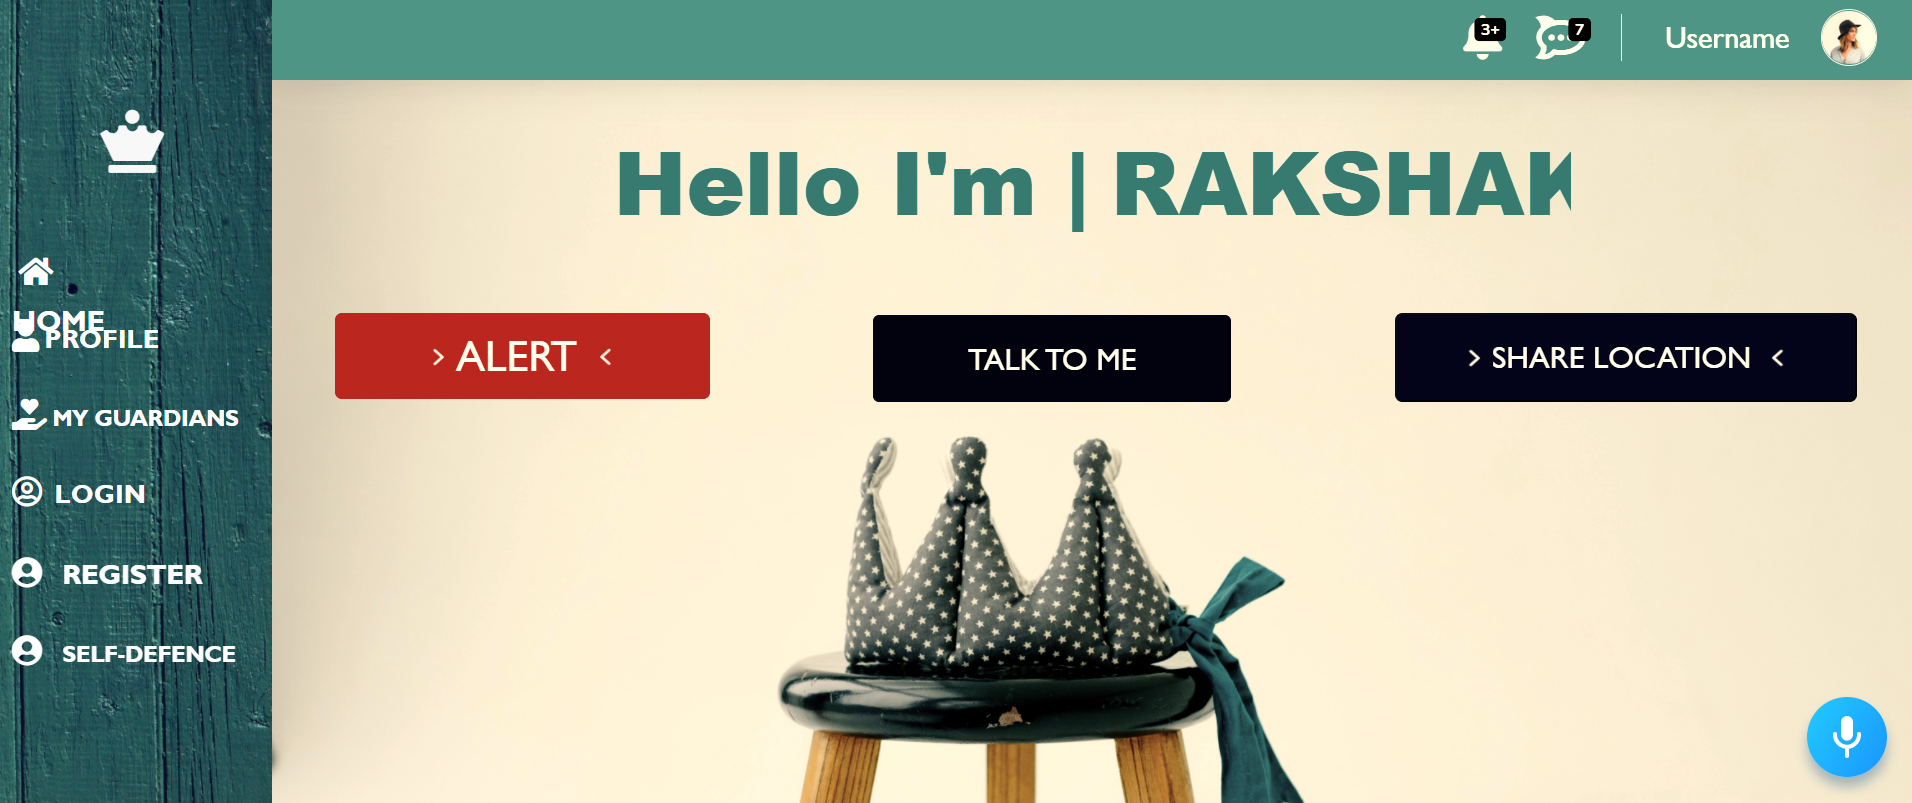 3+
7
Username
Hello I'm | RAKSHAK
HOME
PROFILE
MY GUARDIANS
LOGIN
REGISTER
SELF-DEFENCE
> ALERT <
TALK TO ME
> SHARE LOCATION <